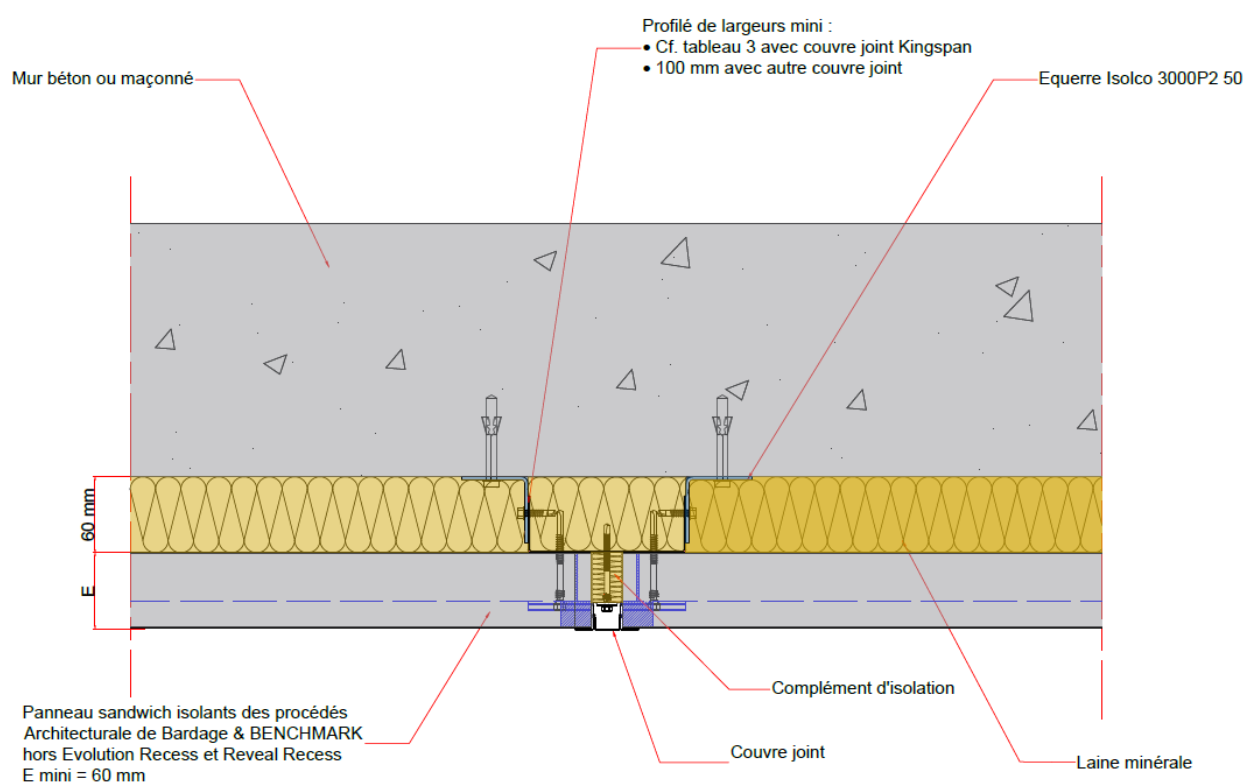 Profilé de largeurs mini :
• Cf. tableau 3 avec couvre joint Kingspan
• 100 mm avec autre couvre joint
Mur béton ou maçonné
Equerre Isolco 3000P2 50
60 mm
E
Complément d'isolation
Panneau sandwich isolants des procédés
Architecturale de Bardage & BENCHMARK
hors Evolution Recess et Reveal Recess
E mini = 60 mm
Couvre joint
Laine minérale